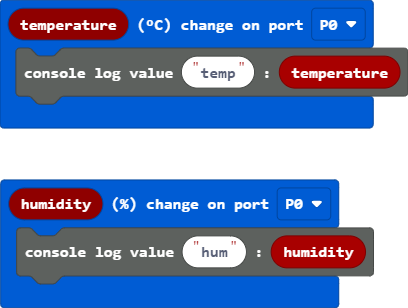 temperature (ºC) change on port P0
console log value "temp" : temperature
humidity (%) change on port P0
console log value "hum" : humidity